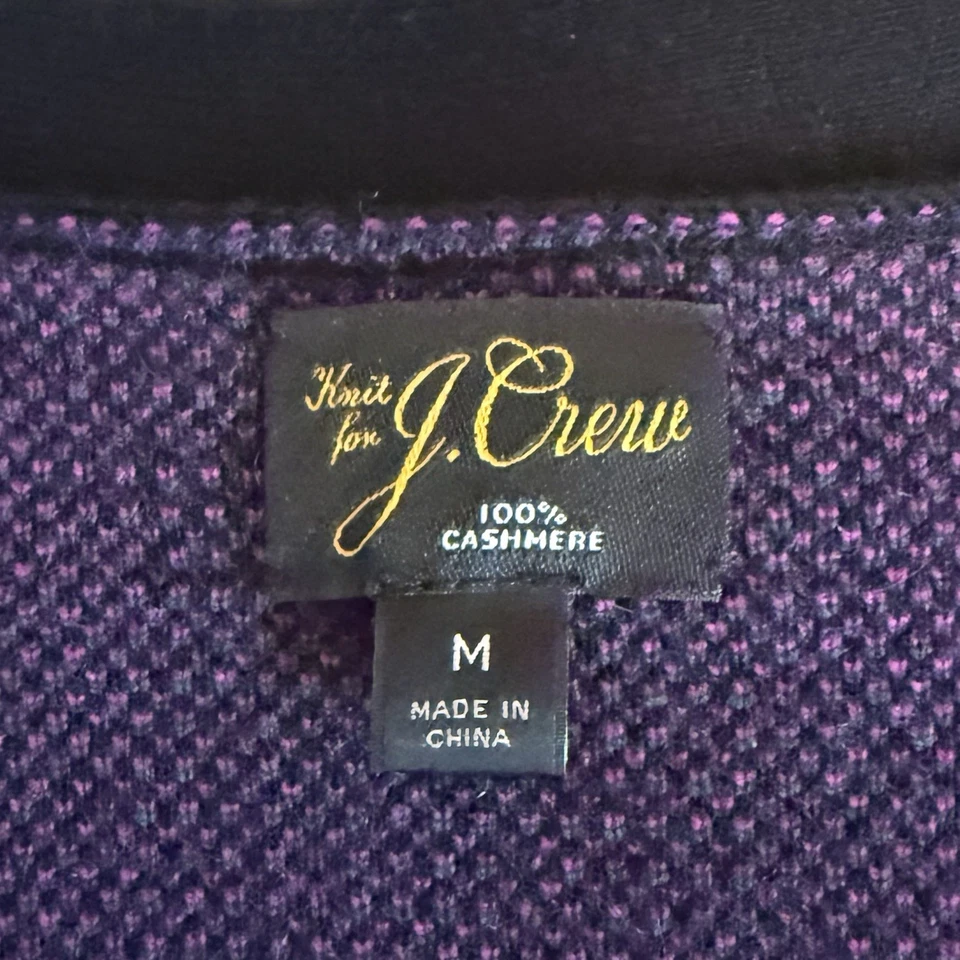 Knit
for J. Crew
100%
CASHMERE
M
MADE IN
CHINA